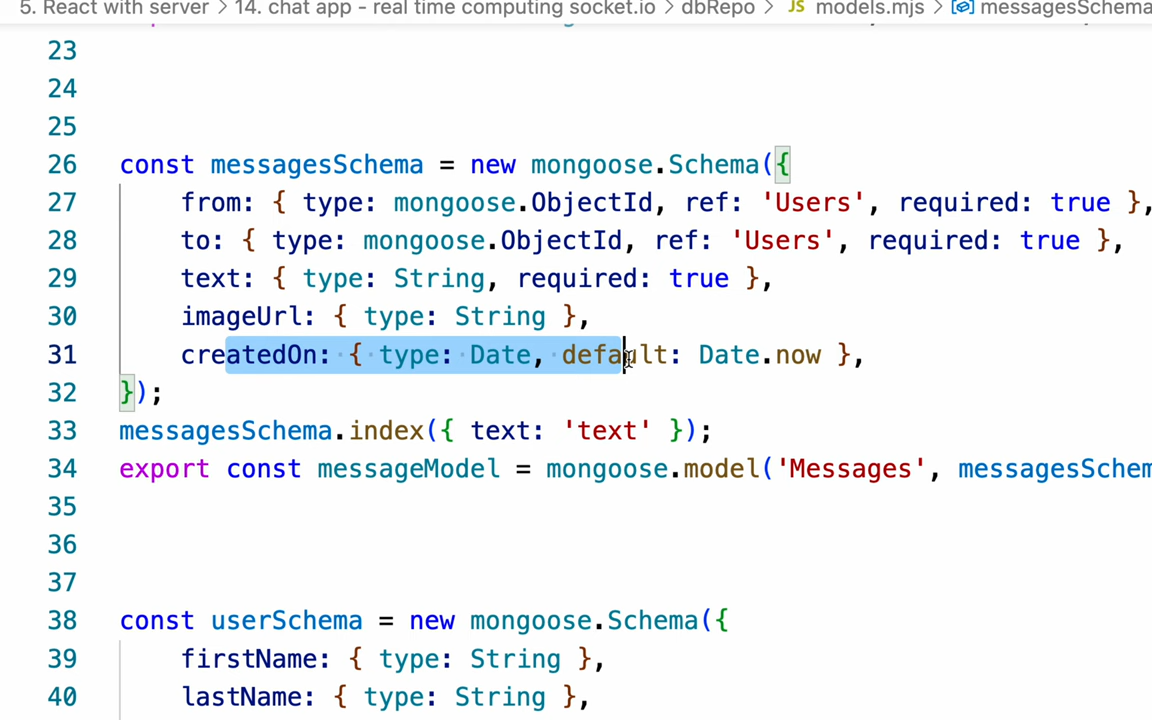 5. React with server > 14. chat app - real time computing socket.io > dbRepo > JS models.mjs > messagesSchema
23
24
25
26 const messagesSchema = new mongoose.Schema({
27 from: { type: mongoose.ObjectId, ref: 'Users', required: true },
28 to: { type: mongoose.ObjectId, ref: 'Users', required: true },
29 text: { type: String, required: true },
30 imageUrl: { type: String },
31 createdOn: { type: Date, default: Date.now },
32 });
33 messagesSchema.index({ text: 'text' });
34 export const messageModel = mongoose.model('Messages', messagesSchem
35
36
37
38 const userSchema = new mongoose.Schema({
39 firstName: { type: String },
40 lastName: { type: String },